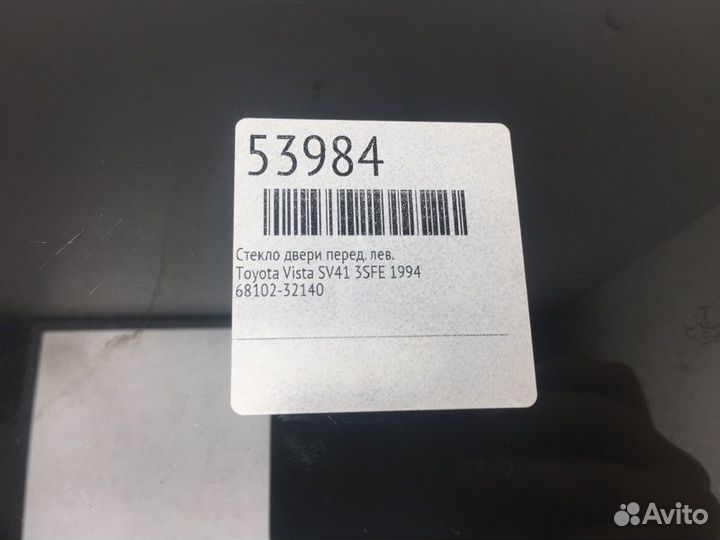 53984
Стекло двери перед. лев.
Toyota Vista SV41 3SFE 1994
68102-32140
Avito